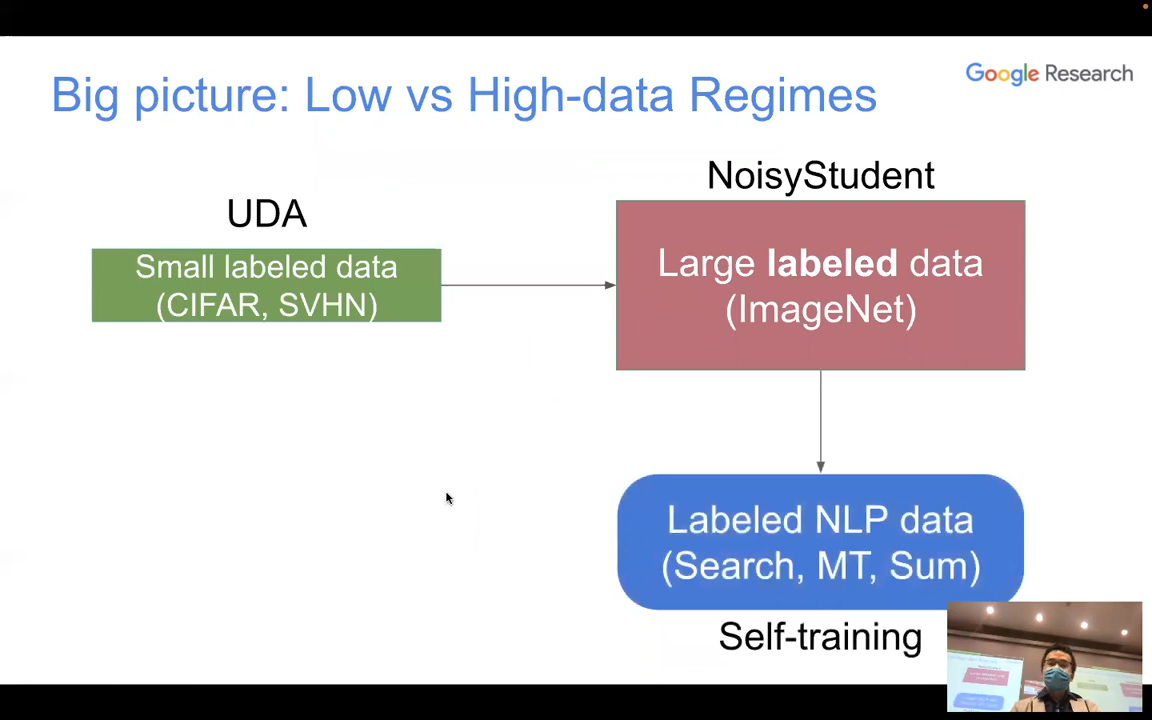 Big picture: Low vs High-data Regimes
Google Research
UDA
Small labeled data
(CIFAR, SVHN)
NoisyStudent
Large labeled data
(ImageNet)
Labeled NLP data
(Search, MT, Sum)
Self-training